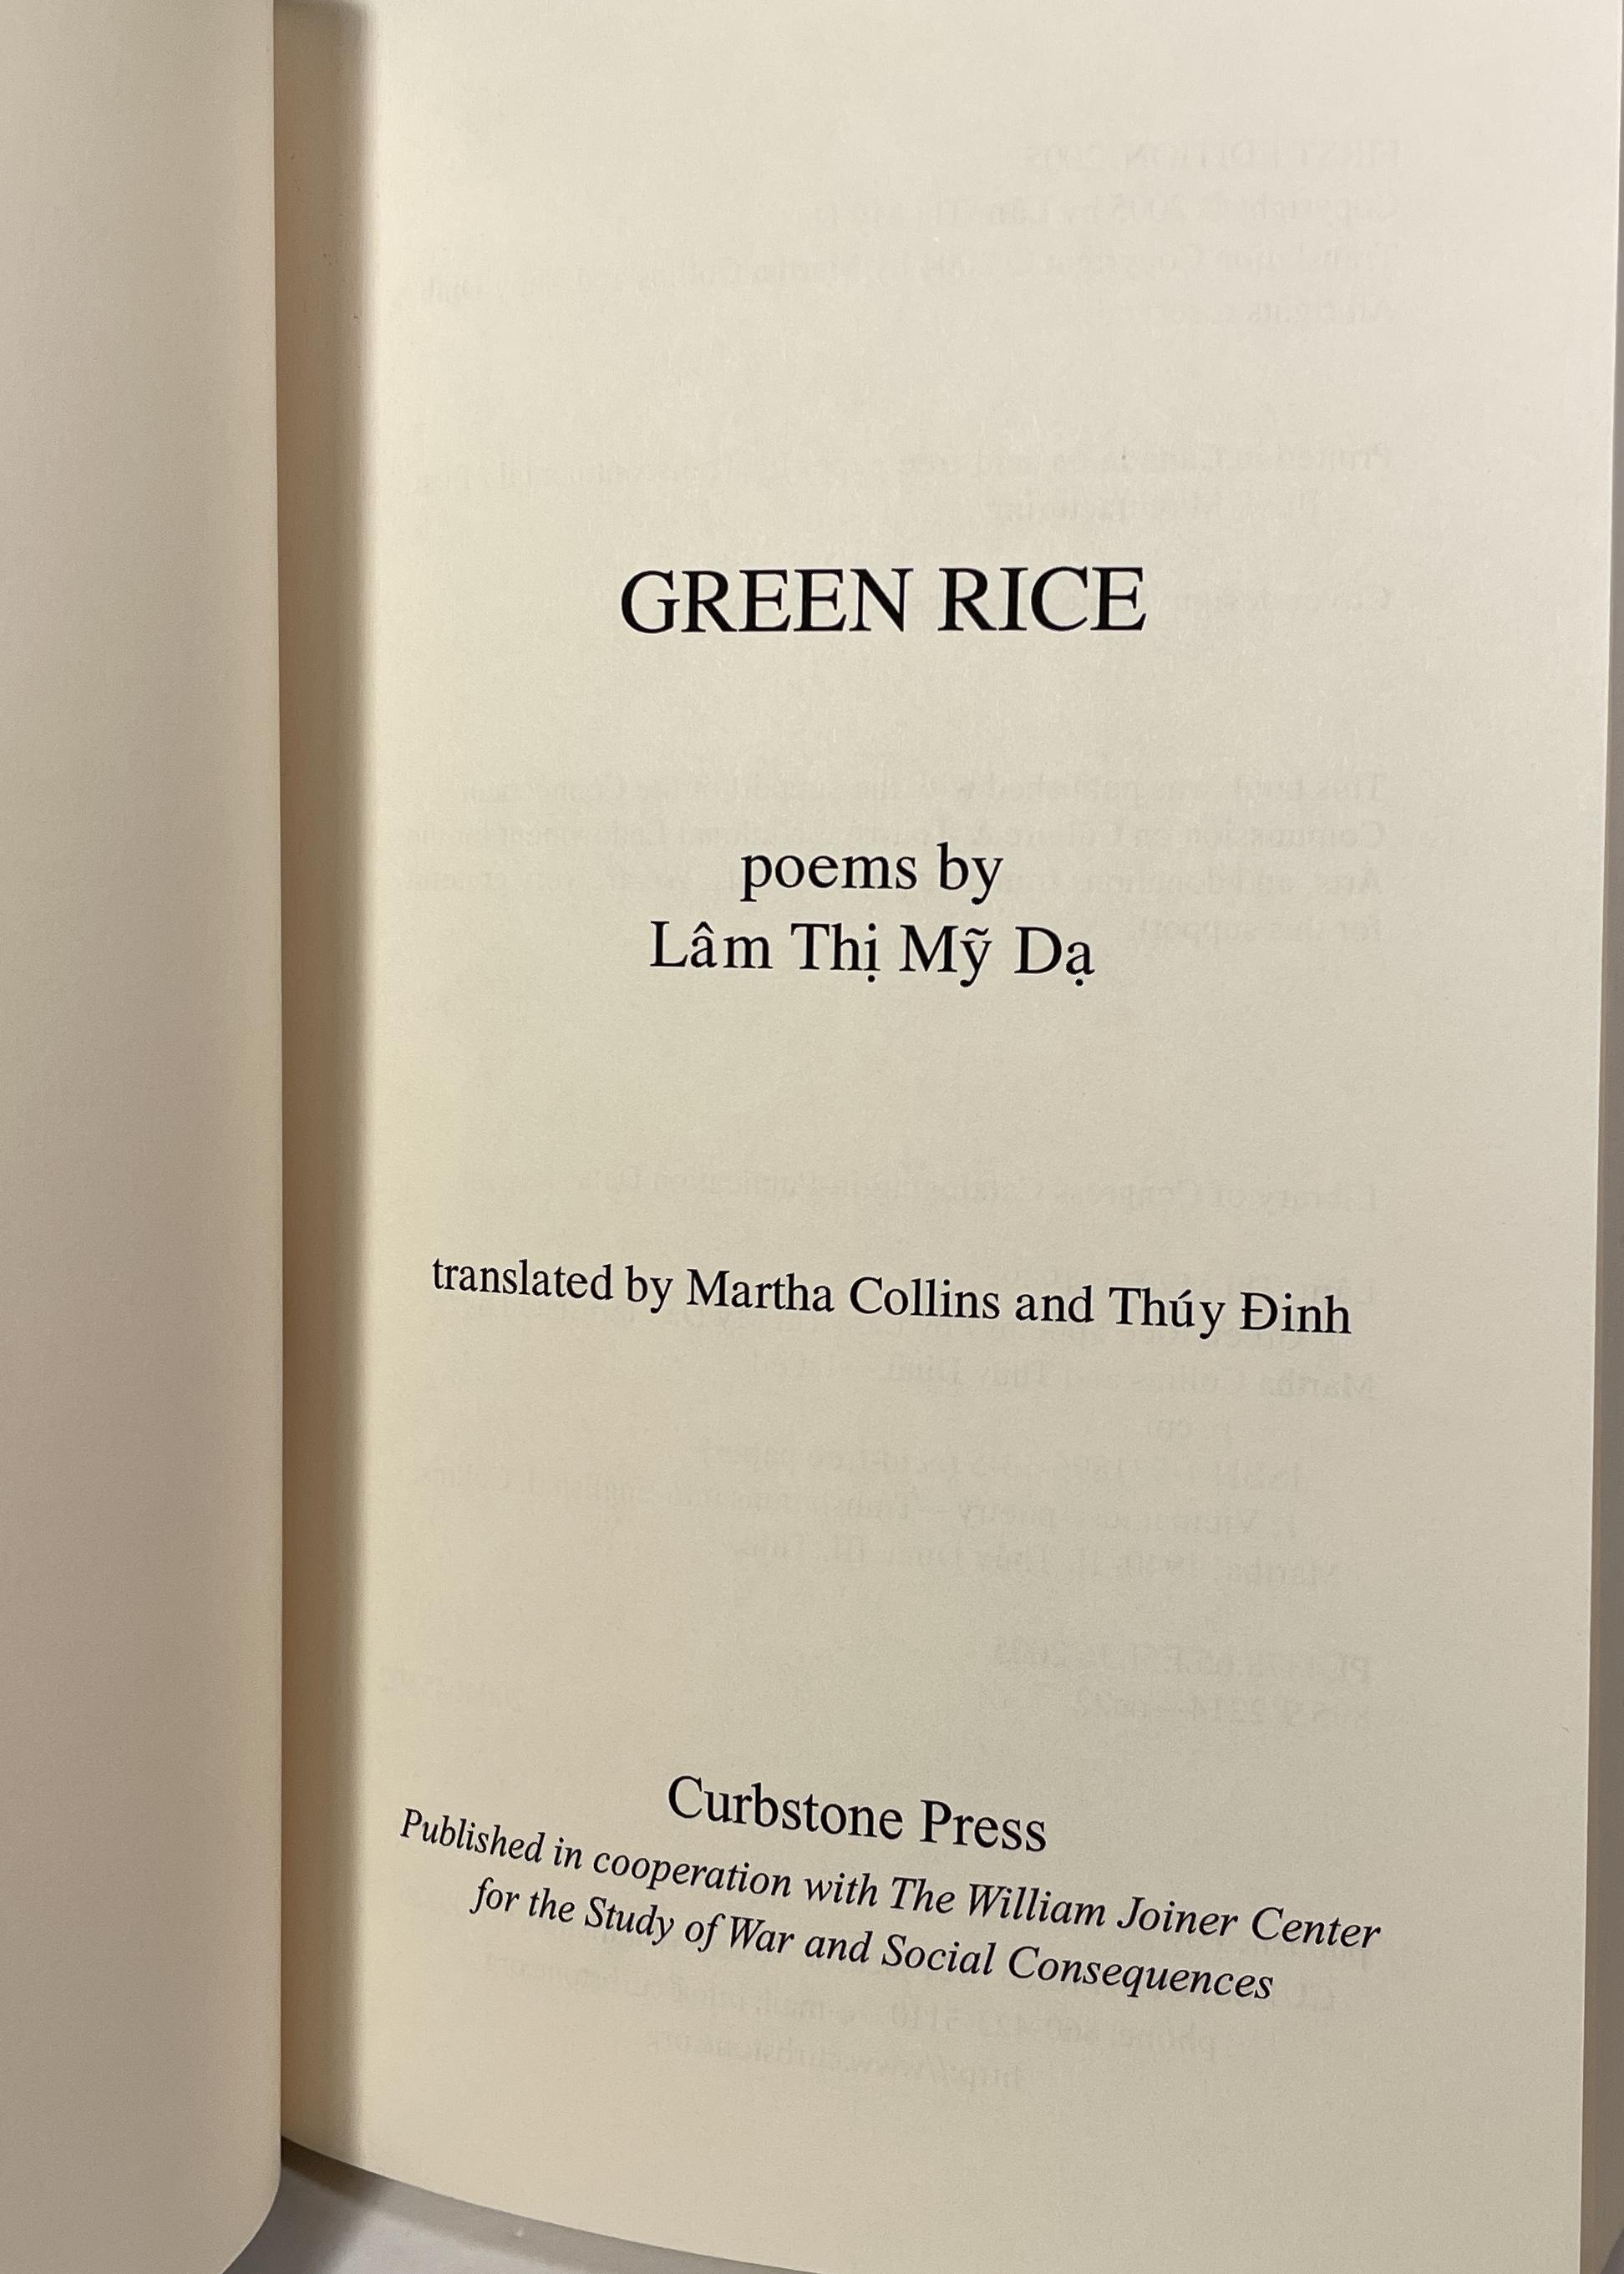 GREEN RICE
poems by
Lâm Thị Mỹ Dạ
translated by Martha Collins and Thúy Đinh
Curbstone Press
Published in cooperation with The William Joiner Center
for the Study of War and Social Consequences